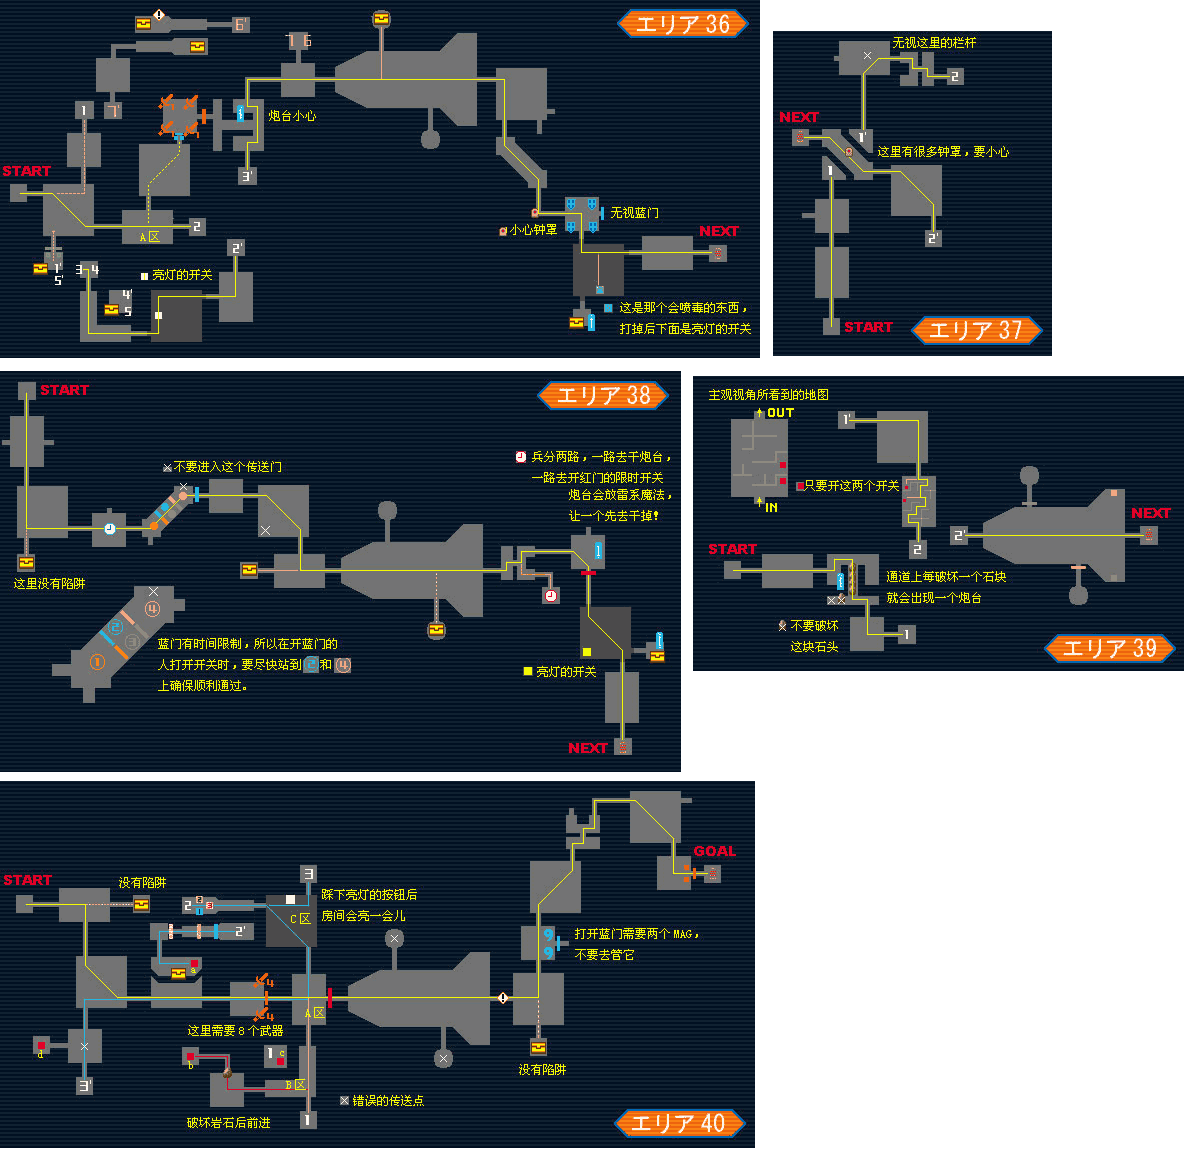 エリア 36
6'
1 6
1
7'
炮台小心
START
3'
2
A 区
无视蓝门
小心钟罩
NEXT
1'
5'
3 4
2'
亮灯的开关
4'
5
这是那个会喷毒的东西，
打掉后下面是亮灯的开关
无视这里的栏杆
2
NEXT
1'
这里有很多钟罩，要小心
1
2'
START
エリア 37
START
エリア 38
不要进入这个传送门
兵分两路，一路去干炮台，
一路去开红门的限时开关
炮台会放雷系魔法，
让一个先去干掉！
这里没有陷阱
④
②
③
①
蓝门有时间限制，所以在开蓝门的
人打开开关时，要尽快站到②和④
上确保顺利通过。
亮灯的开关
NEXT
主观视角所看到的地图
OUT
1'
只要开这两个开关
IN
START
2
2'
NEXT
通道上每破坏一个石块
就会出现一个炮台
不要破坏
这块石头
1
エリア 39
GOAL
START
没有陷阱
3
2
踩下亮灯的按钮后
房间会亮一会儿
C 区
2'
a
打开蓝门需要两个 MAG，
不要去管它
4
4
A 区
这里需要 8 个武器
d
b
1
c
3'
B 区
没有陷阱
错误的传送点
破坏岩石后前进
1
エリア 40